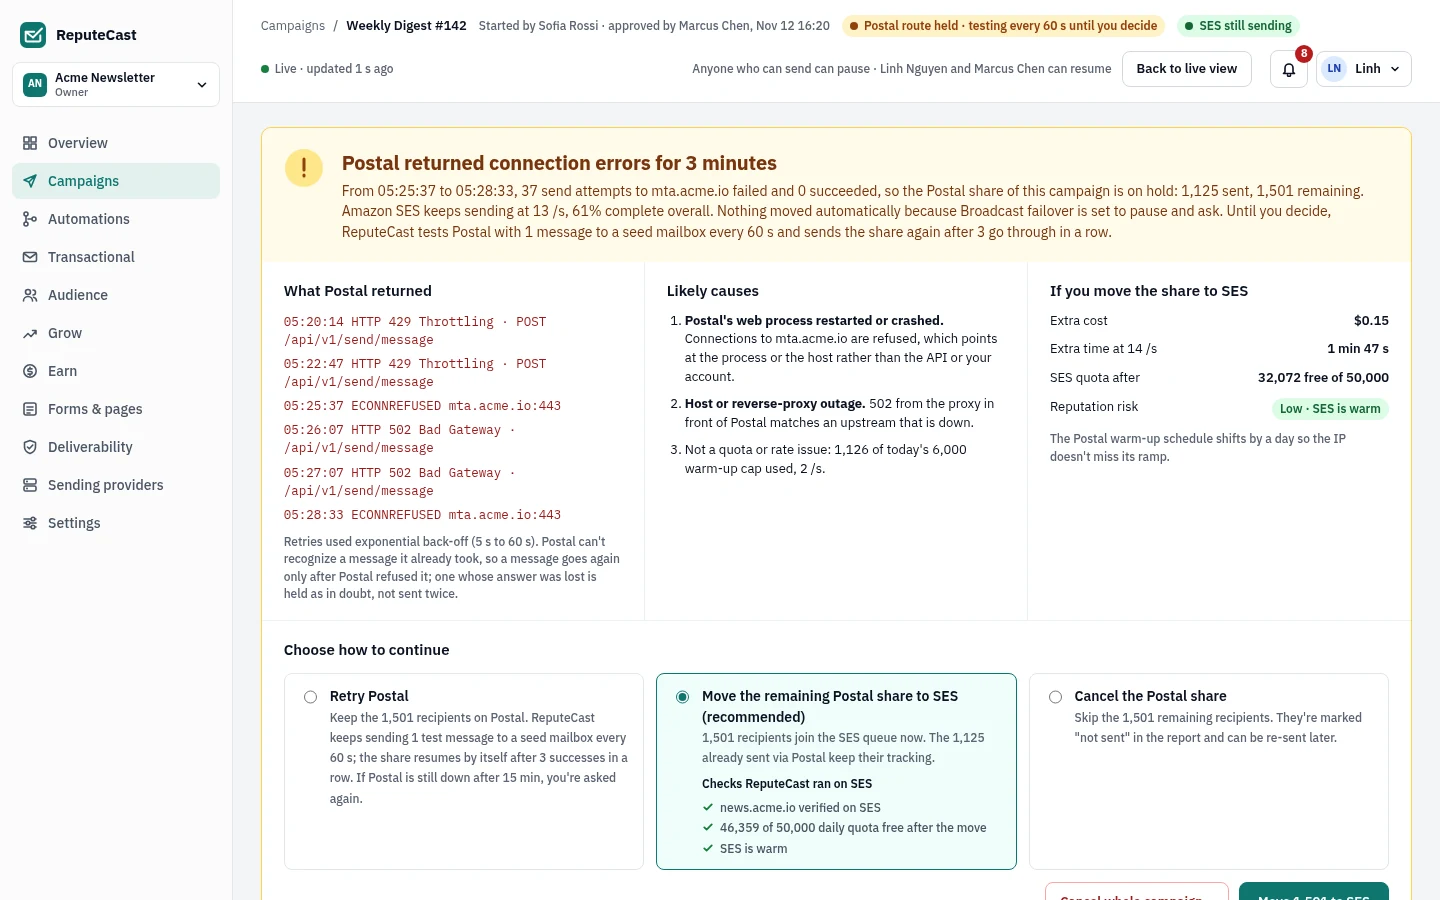 ReputeCast
AN
Acme Newsletter
Owner
Overview
Campaigns
Automations
Transactional
Audience
Grow
Earn
Forms & pages
Deliverability
Sending providers
Settings
Campaigns / Weekly Digest #142 Started by Sofia Rossi · approved by Marcus Chen, Nov 12 16:20 Postal route held · testing every 60 s until you decide SES still sending
Live · updated 1 s ago
Anyone who can send can pause · Linh Nguyen and Marcus Chen can resume
Back to live view
8
LN Linh
Postal returned connection errors for 3 minutes
From 05:25:37 to 05:28:33, 37 send attempts to mta.acme.io failed and 0 succeeded, so the Postal share of this campaign is on hold: 1,125 sent, 1,501 remaining.
Amazon SES keeps sending at 13 /s, 61% complete overall. Nothing moved automatically because Broadcast failover is set to pause and ask. Until you decide,
ReputeCast tests Postal with 1 message to a seed mailbox every 60 s and sends the share again after 3 go through in a row.
What Postal returned
05:20:14 HTTP 429 Throttling · POST
/api/v1/send/message
05:22:47 HTTP 429 Throttling · POST
/api/v1/send/message
05:25:37 ECONNREFUSED mta.acme.io:443
05:26:07 HTTP 502 Bad Gateway ·
/api/v1/send/message
05:27:07 HTTP 502 Bad Gateway ·
/api/v1/send/message
05:28:33 ECONNREFUSED mta.acme.io:443
Retries used exponential back-off (5 s to 60 s). Postal can't
recognize a message it already took, so a message goes again
only after Postal refused it; one whose answer was lost is
held as in doubt, not sent twice.
Likely causes
1. Postal's web process restarted or crashed.
Connections to mta.acme.io are refused, which points
at the process or the host rather than the API or your
account.
2. Host or reverse-proxy outage. 502 from the proxy in
front of Postal matches an upstream that is down.
3. Not a quota or rate issue: 1,126 of today's 6,000
warm-up cap used, 2 /s.
If you move the share to SES
Extra cost $0.15
Extra time at 14 /s 1 min 47 s
SES quota after 32,072 free of 50,000
Reputation risk Low · SES is warm
The Postal warm-up schedule shifts by a day so the IP
doesn't miss its ramp.
Choose how to continue
Retry Postal
Keep the 1,501 recipients on Postal. ReputeCast
keeps sending 1 test message to a seed mailbox every
60 s; the share resumes by itself after 3 successes in a
row. If Postal is still down after 15 min, you're asked
again.
Move the remaining Postal share to SES
(recommended)
1,501 recipients join the SES queue now. The 1,125
already sent via Postal keep their tracking.
Checks ReputeCast ran on SES
news.acme.io verified on SES
46,359 of 50,000 daily quota free after the move
SES is warm
Cancel the Postal share
Skip the 1,501 remaining recipients. They're marked
"not sent" in the report and can be re-sent later.
Cancel whole campaign
Move 1,501 to SES